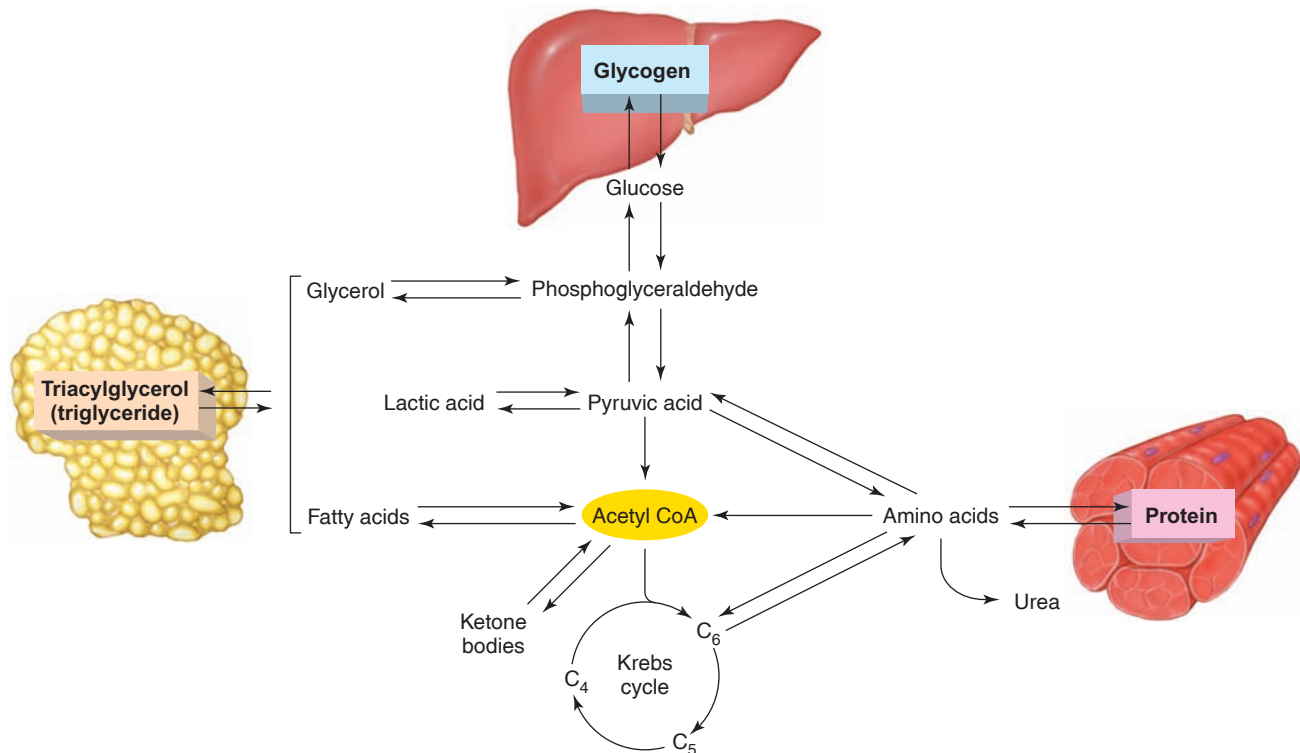 Glycogen
Glucose
Glycerol
Phosphoglyceraldehyde
Triacylglycerol
(triglyceride)
Lactic acid
Pyruvic acid
Fatty acids
Acetyl CoA
Amino acids
Protein
Urea
Ketone
bodies
C6
Krebs
cycle
C4
C5